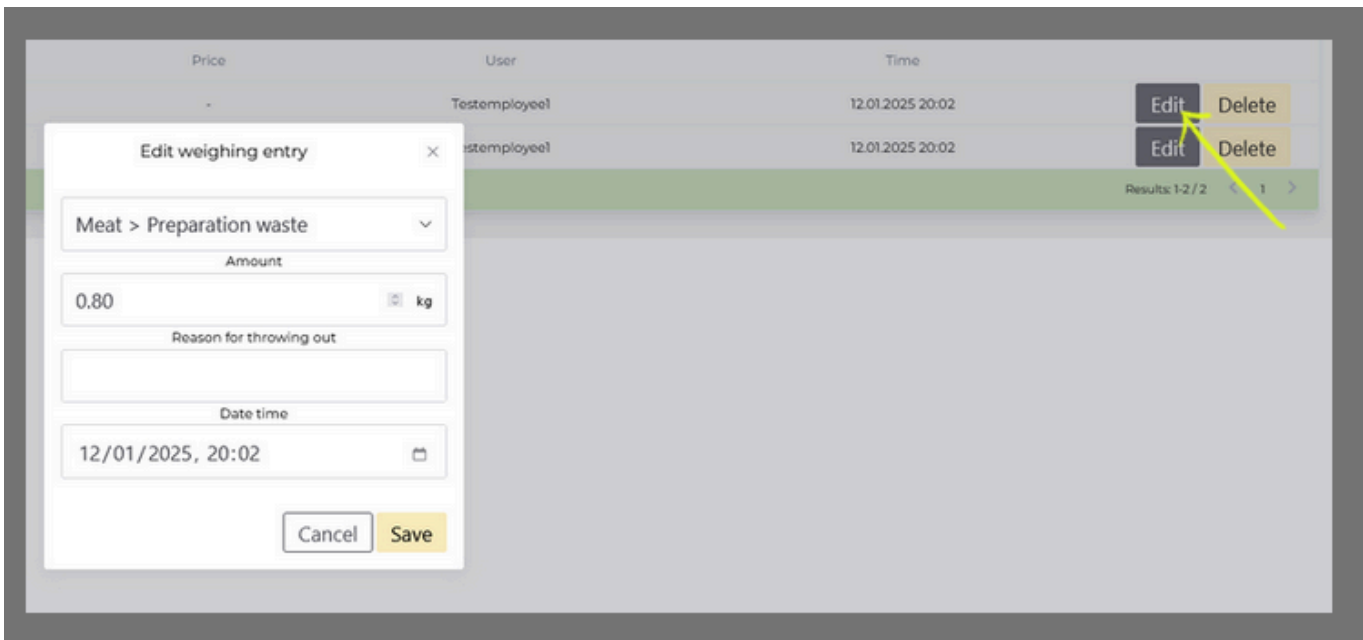 Price User Time
- Testemployee1 12.01.2025 20:02 Edit Delete
stemployee1 12.01.2025 20:02 Edit Delete
Results: 1-2 / 2 < 1 >
Edit weighing entry ×
Meat > Preparation waste
Amount
0.80 kg
Reason for throwing out
Date time
12/01/2025, 20:02
Cancel Save